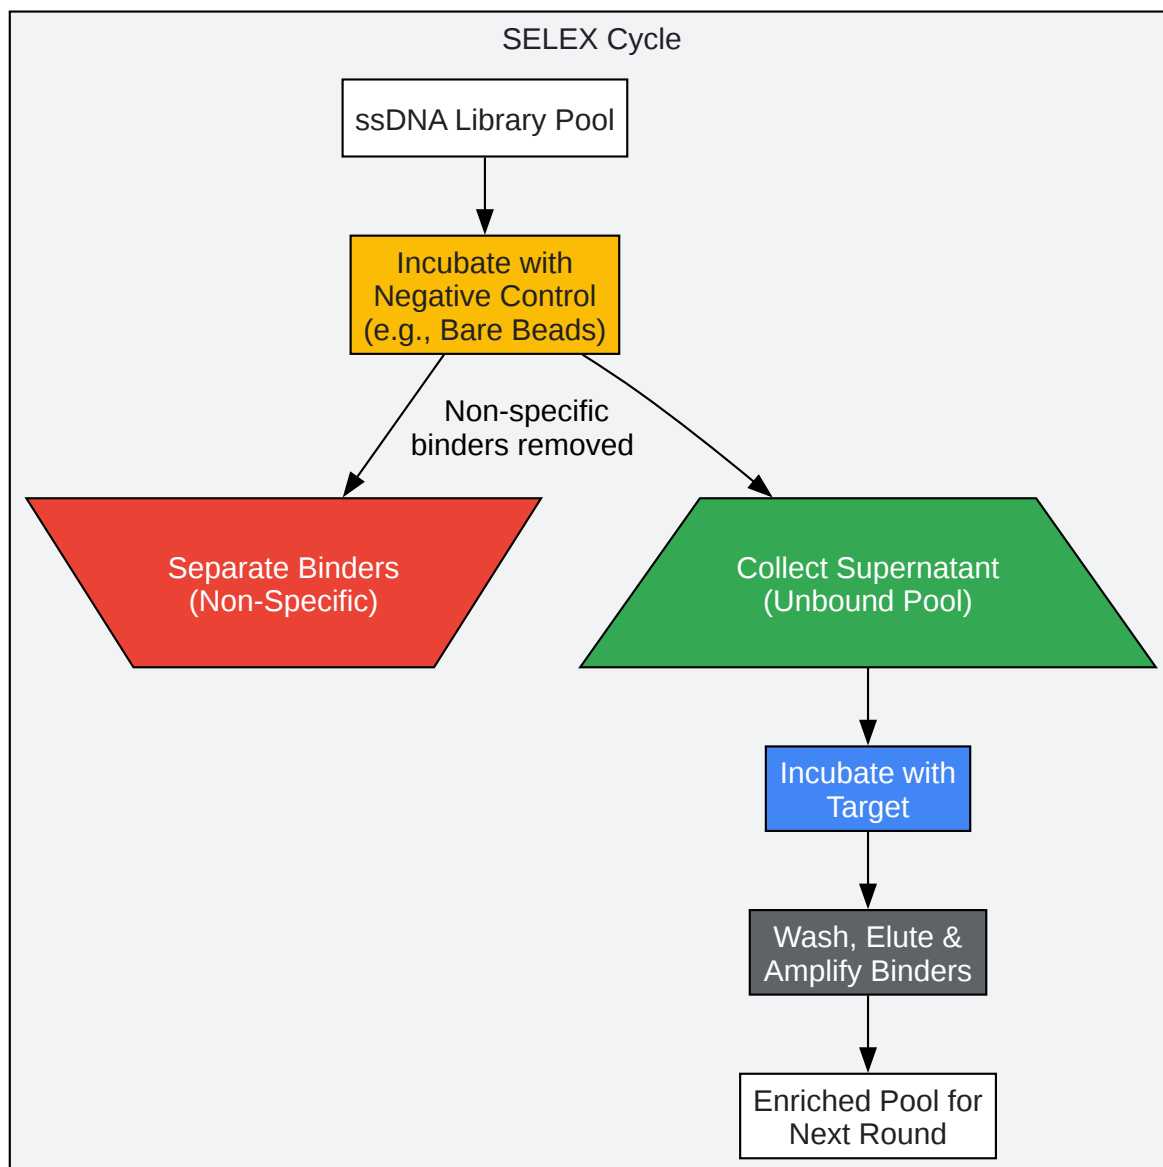 SELEX Cycle
ssDNA Library Pool
Incubate with
Negative Control
(e.g., Bare Beads)
Non-specific
binders removed
Separate Binders
(Non-Specific)
Collect Supernatant
(Unbound Pool)
Incubate with
Target
Wash, Elute &
Amplify Binders
Enriched Pool for
Next Round